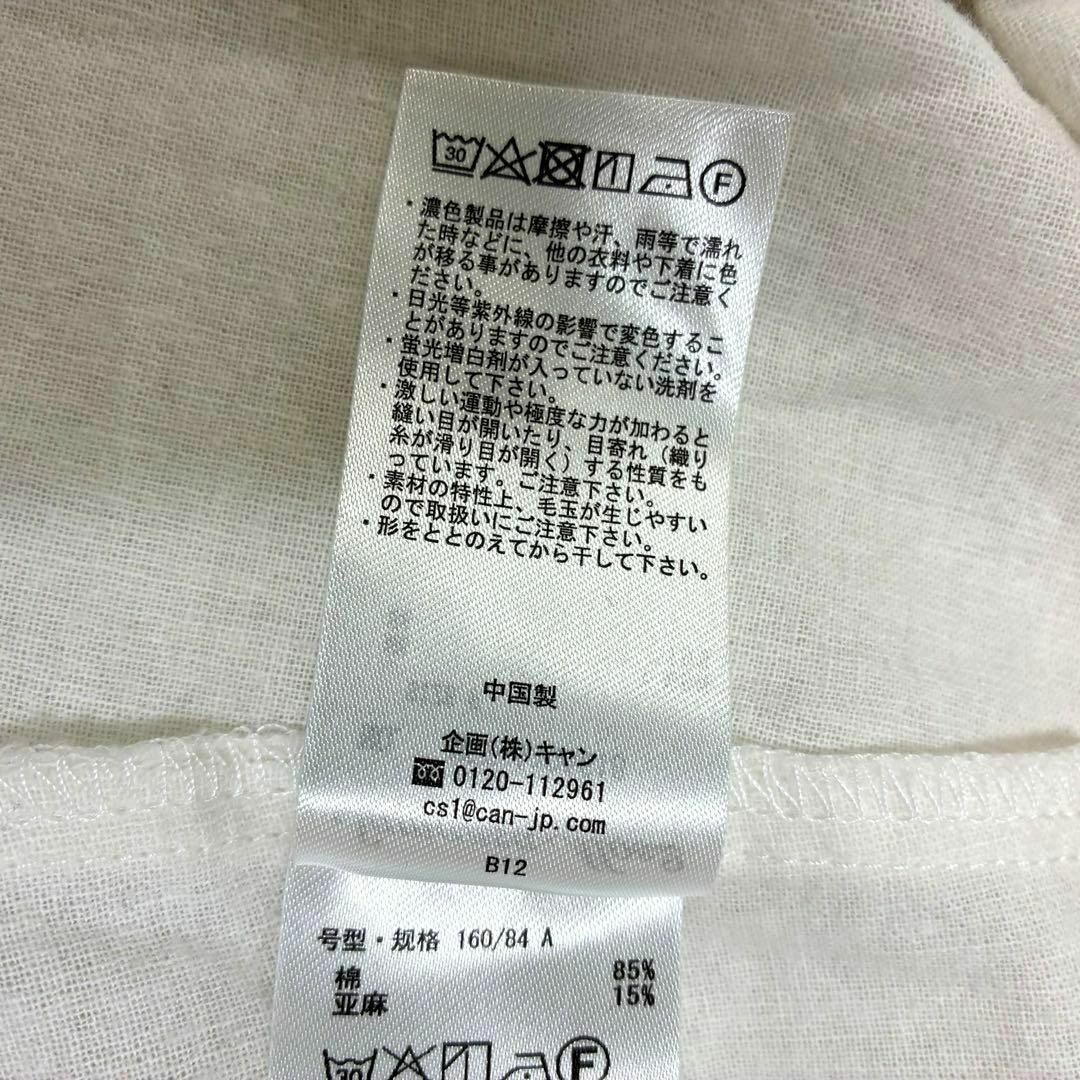 30 F
・濃色製品は摩擦や汗、雨等で濡れ
た時などに、他の衣料や下着に色
が移る事がありますのでご注意く
ださい。
・日光等紫外線の影響で変色するこ
とがありますのでご注意ください。
・蛍光増白剤が入っていない洗剤を
使用して下さい。
・激しい運動や極度な力が加わると
縫い目が開いたり、目寄れ（織り
糸が滑り目が開く）する性質をも
っています。ご注意下さい。
・素材の特性上、毛玉が生じやすい
ので取扱いにご注意下さい。
・形をととのえてから干して下さい。
中国製
企画(株)キャン
0120-112961
cs1@can-jp.com
B12
号型・规格 160/84 A
棉 85%
亚麻 15%
30 F